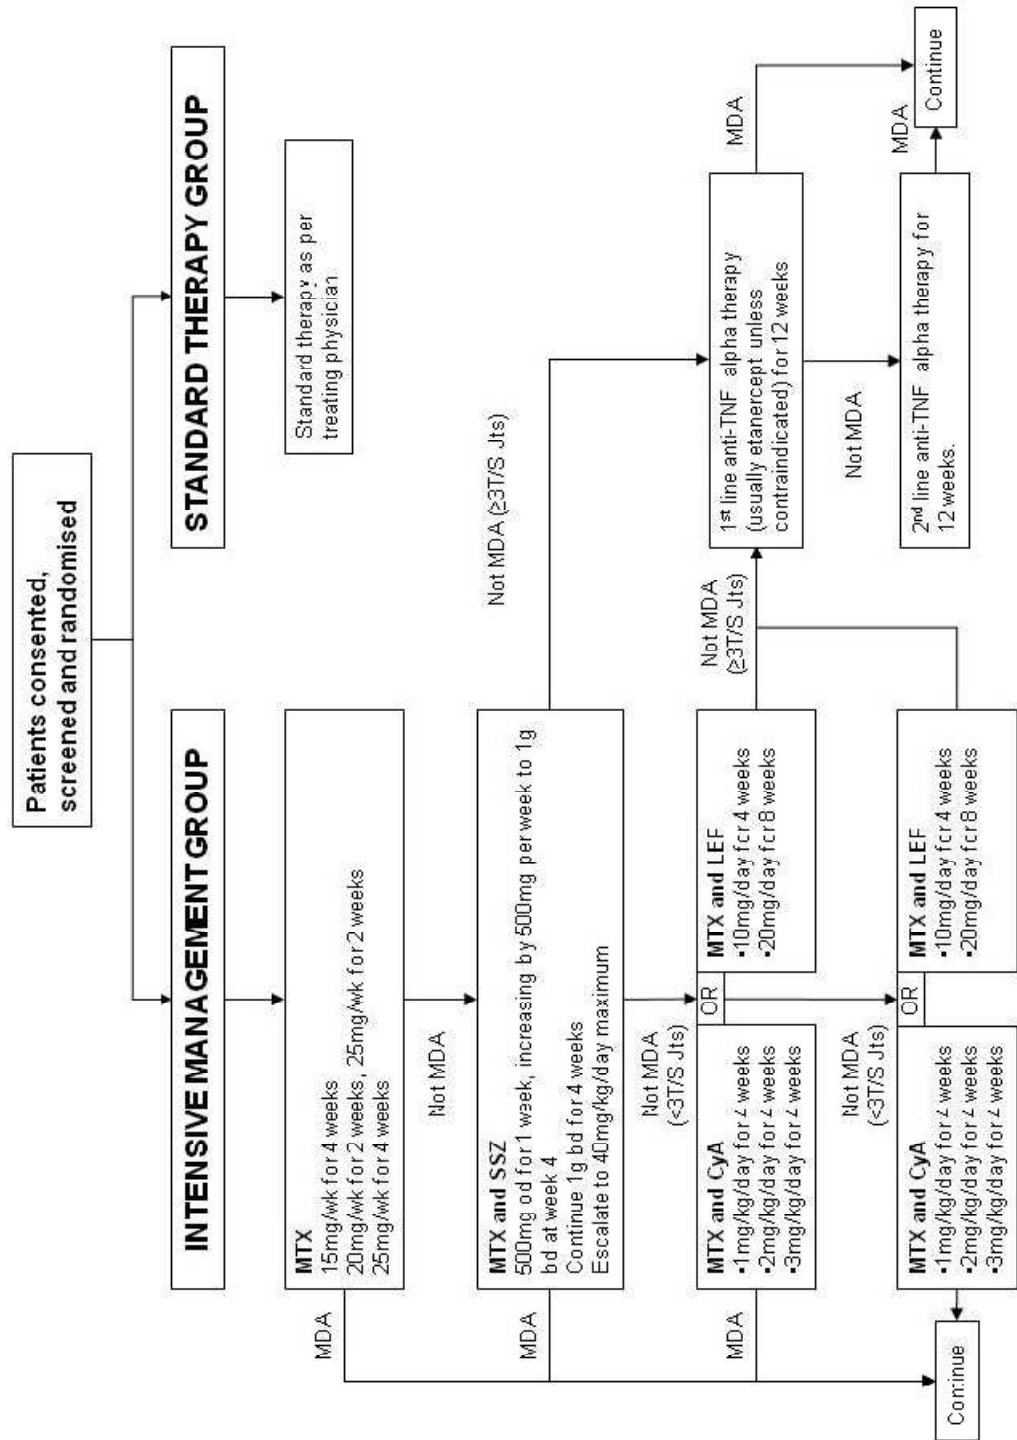 Patients consented,
screened and randomised
INTENSIVE MANAGEMENT GROUP
STANDARD THERAPY GROUP
MTX
15mg/wk for 4 weeks
20mg/wk for 2 weeks, 25mg/wk for 2 weeks
25mg/wk for 4 weeks
Standard therapy as per
treating physician
MDA
Not MDA
MTX and SSZ
500mg od for 1 week, increasing by 500mg per week to 1g
bd at week 4
Continue 1g bd for 4 weeks
Escalate to 40mg/kg/day maximum
Not MDA (≥3T/S Jts)
MDA
Not MDA
(<3T/S Jts)
MTX and CyA
•1mg/kg/day for 4 weeks
•2mg/kg/day for 4 weeks
•3mg/kg/day for 4 weeks
OR
MTX and LEF
•10mg/day for 4 weeks
•20mg/day for 8 weeks
Not MDA
(≥3T/S Jts)
1st line anti-TNF alpha therapy
(usually etanercept unless
contraindicated) for 12 weeks
MDA
MDA
Not MDA
(<3T/S Jts)
Not MDA
MTX and CyA
•1mg/kg/day for 4 weeks
•2mg/kg/day for 4 weeks
•3mg/kg/day for 4 weeks
OR
MTX and LEF
•10mg/day for 4 weeks
•20mg/day for 8 weeks
2nd line anti-TNF alpha therapy for
12 weeks.
MDA
Continue
Continue